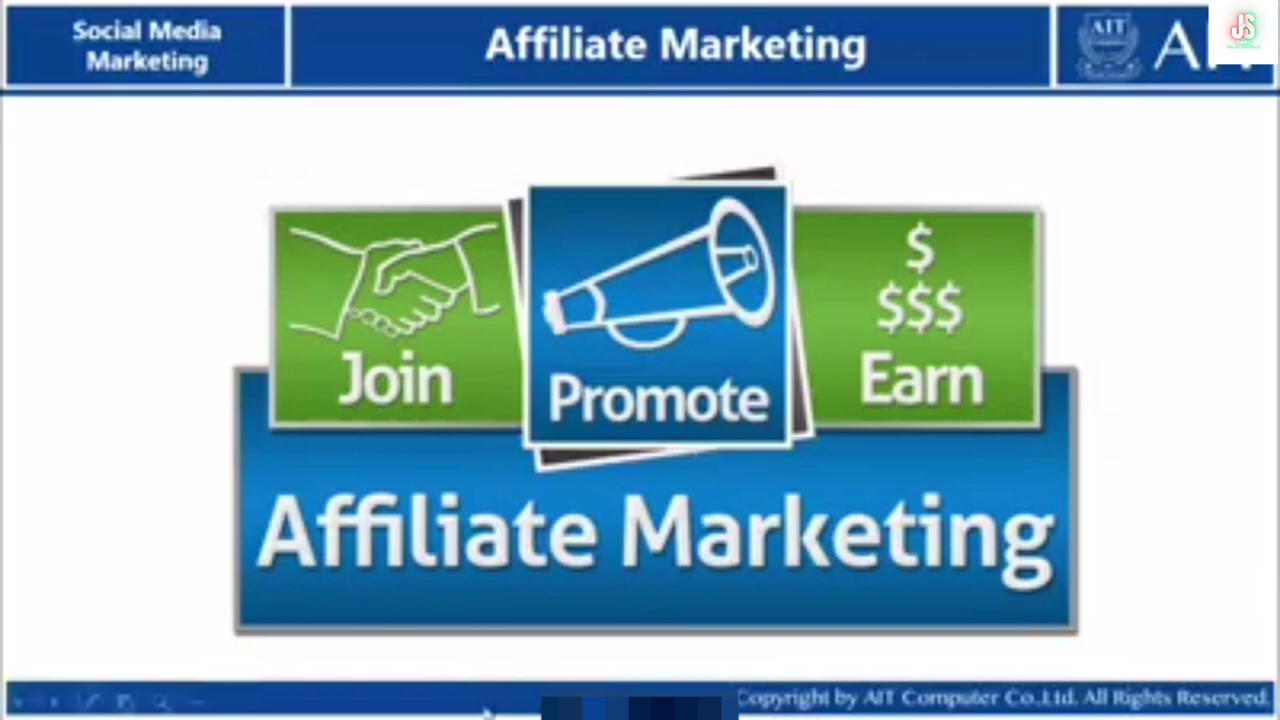 Social Media
Marketing
Affiliate Marketing
AIT
JS
$
$$$
Join
Promote
Earn
Affiliate Marketing
Copyright by AIT Computer Co.,Ltd. All Rights Reserved.